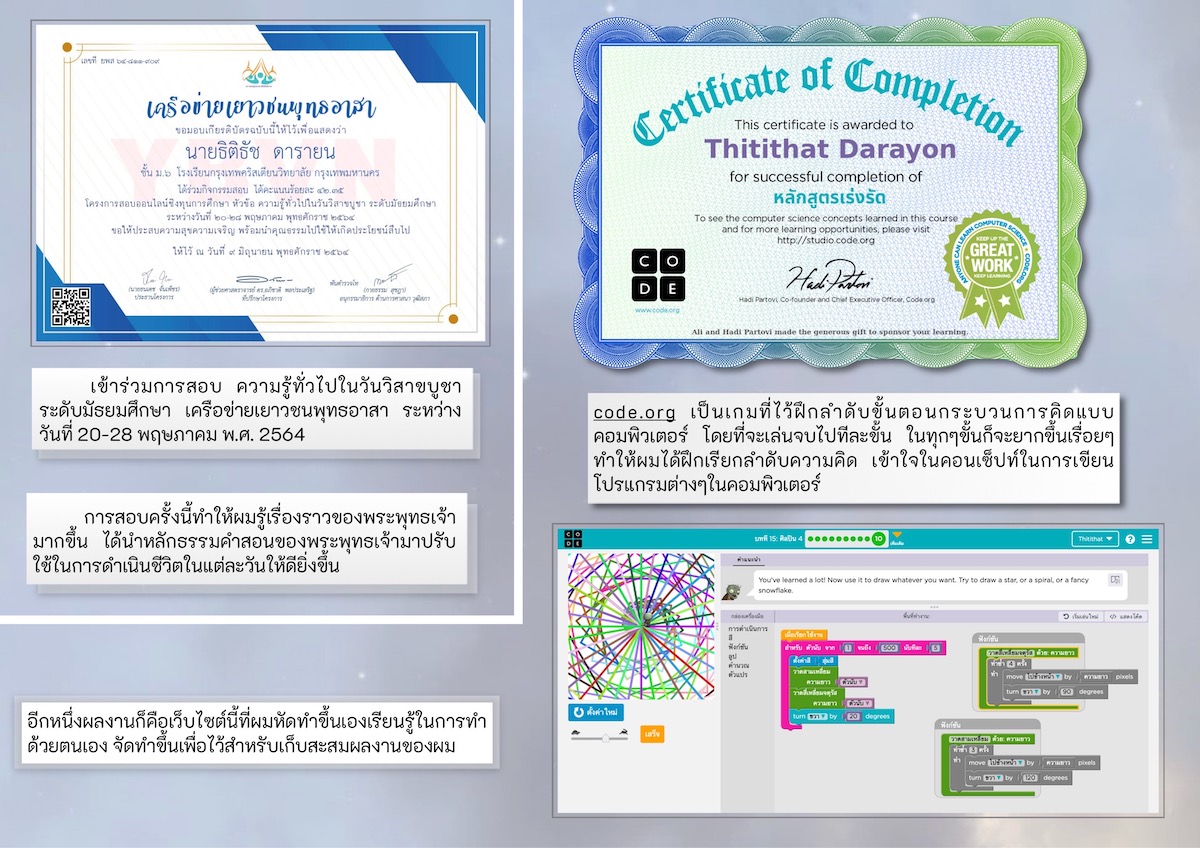 เลขที่ ยพส ๖๔-๘๑๑-๙๐๙
เครือข่ายเยาวชนพุทธอาสา
ขอมอบเกียรติบัตรฉบับนี้ให้ไว้เพื่อแสดงว่า
นายธิติธัช ดารายน
ชั้น ม.๖ โรงเรียนกรุงเทพคริสเตียนวิทยาลัย กรุงเทพมหานคร
ได้ร่วมกิจกรรมสอบ ได้คะแนนร้อยละ ๔๒.๓๕
โครงการสอบออนไลน์ชิงทุนการศึกษา หัวข้อ ความรู้ทั่วไปในวันวิสาขบูชา ระดับมัธยมศึกษา
ระหว่างวันที่ ๒๐-๒๘ พฤษภาคม พุทธศักราช ๒๕๖๔
ขอให้ประสบความสุขความเจริญ พร้อมนำคุณธรรมไปใช้ให้เกิดประโยชน์สืบไป
ให้ไว้ ณ วันที่ ๙ มิถุนายน พุทธศักราช ๒๕๖๔
ประธานโครงการ
ที่ปรึกษาโครงการ
เข้าร่วมการสอบ ความรู้ทั่วไปในวันวิสาขบูชา
ระดับมัธยมศึกษา เครือข่ายเยาวชนพุทธอาสา ระหว่าง
วันที่ 20-28 พฤษภาคม พ.ศ. 2564
การสอบครั้งนี้ทำให้ผมรู้เรื่องราวของพระพุทธเจ้า
มากขึ้น ได้นำหลักธรรมคำสอนของพระพุทธเจ้ามาปรับ
ใช้ในการดำเนินชีวิตในแต่ละวันให้ดียิ่งขึ้น
อีกหนึ่งผลงานก็คือเว็บไซต์นี้ที่ผมหัดทำขึ้นเองเรียนรู้ในการทำ
ด้วยตนเอง จัดทำขึ้นเพื่อไว้สำหรับเก็บสะสมผลงานของผม
Certificate of Completion
This certificate is awarded to
Thitithat Darayon
for successful completion of
หลักสูตรเร่งรัด
To see the computer science concepts learned in this course
and for more learning opportunities, please visit
http://studio.code.org
C O
D E
www.code.org
Hadi Partovi
Hadi Partovi, Co-founder and Chief Executive Officer, Code.org
ANYONE CAN LEARN COMPUTER SCIENCE • CODE.ORG
KEEP UP THE
GREAT
WORK
KEEP LEARNING
Ali and Hadi Partovi made the generous gift to sponsor your learning.
code.org เป็นเกมที่ไว้ฝึกลำดับขั้นตอนกระบวนการคิดแบบ
คอมพิวเตอร์ โดยที่จะเล่นจบไปทีละขั้น ในทุกๆขั้นก็จะยากขึ้นเรื่อยๆ
ทำให้ผมได้ฝึกเรียกลำดับความคิด เข้าใจในคอนเซ็ปท์ในการเขียน
โปรแกรมต่างๆในคอมพิวเตอร์
C O
D E
บทที่ 15: ศิลปิน 4
10
เพิ่มเติม
Thitithat
คำแนะนำ
You've learned a lot! Now use it to draw whatever you want. Try to draw a star, or a spiral, or a fancy
snowflake.
กล่องเครื่องมือ
พื้นที่ทำงาน:
เริ่มเล่นใหม่
แสดงโค้ด
การดำเนินการ
สี
ฟังก์ชัน
ลูป
คำนวณ
ตัวแปร
เมื่อเรียกใช้งาน
สำหรับ ตัวนับ จาก 1 จนถึง 500 นับทีละ 5
ตั้งค่าสี สุ่มสี
วาดสามเหลี่ยม
ความยาว ตัวนับ
วาดสี่เหลี่ยมจตุรัส
ความยาว ตัวนับ
turn ขวา by 20 degrees
ฟังก์ชัน
วาดสี่เหลี่ยมจตุรัส ด้วย: ความยาว
ทำซ้ำ 4 ครั้ง
ทำ move ไปข้างหน้า by ความยาว pixels
turn ขวา by 90 degrees
ฟังก์ชัน
วาดสามเหลี่ยม ด้วย: ความยาว
ทำซ้ำ 3 ครั้ง
ทำ move ไปข้างหน้า by ความยาว pixels
turn ขวา by 120 degrees
ตั้งค่าใหม่
เสร็จ